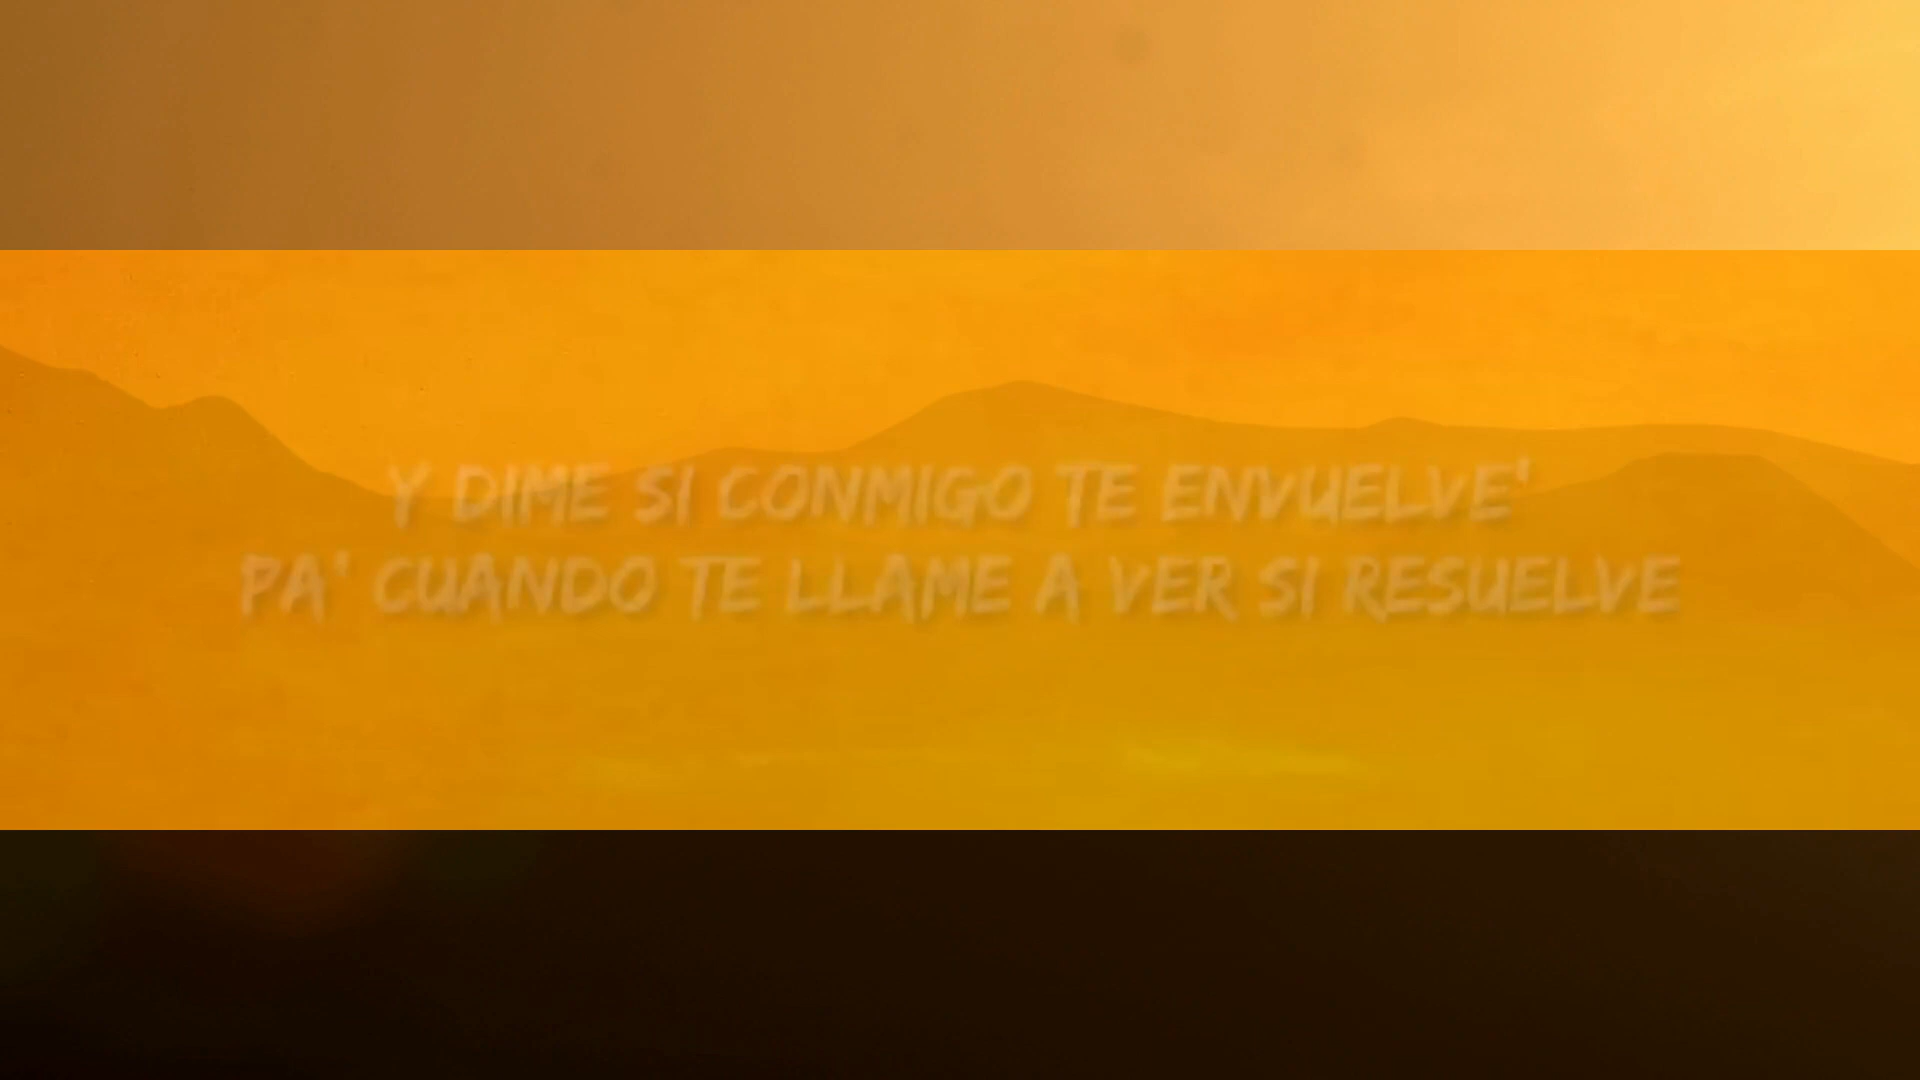 Y DIME SI CONMIGO TE ENVUELVE'
PA' CUANDO TE LLAME A VER SI RESUELVE